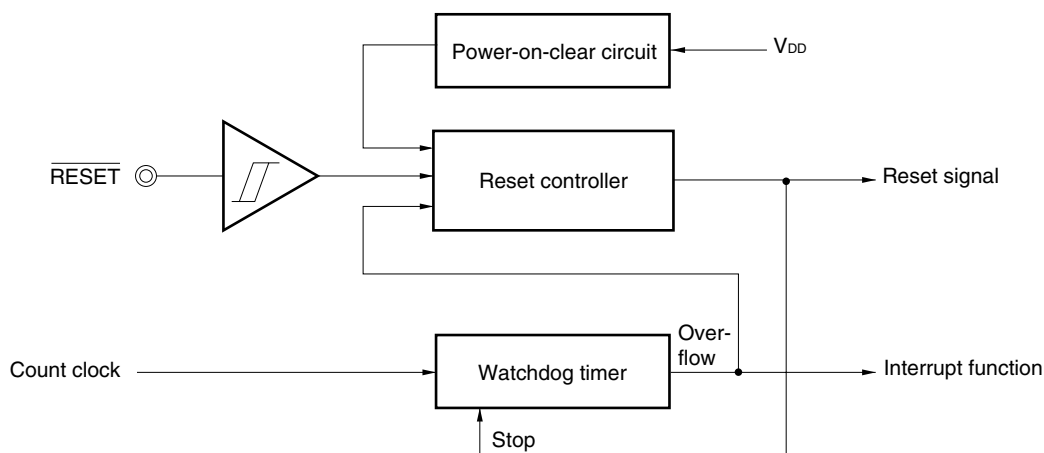 Power-on-clear circuit
VDD
RESET
Reset controller
Reset signal
Over-
flow
Count clock
Watchdog timer
Interrupt function
Stop